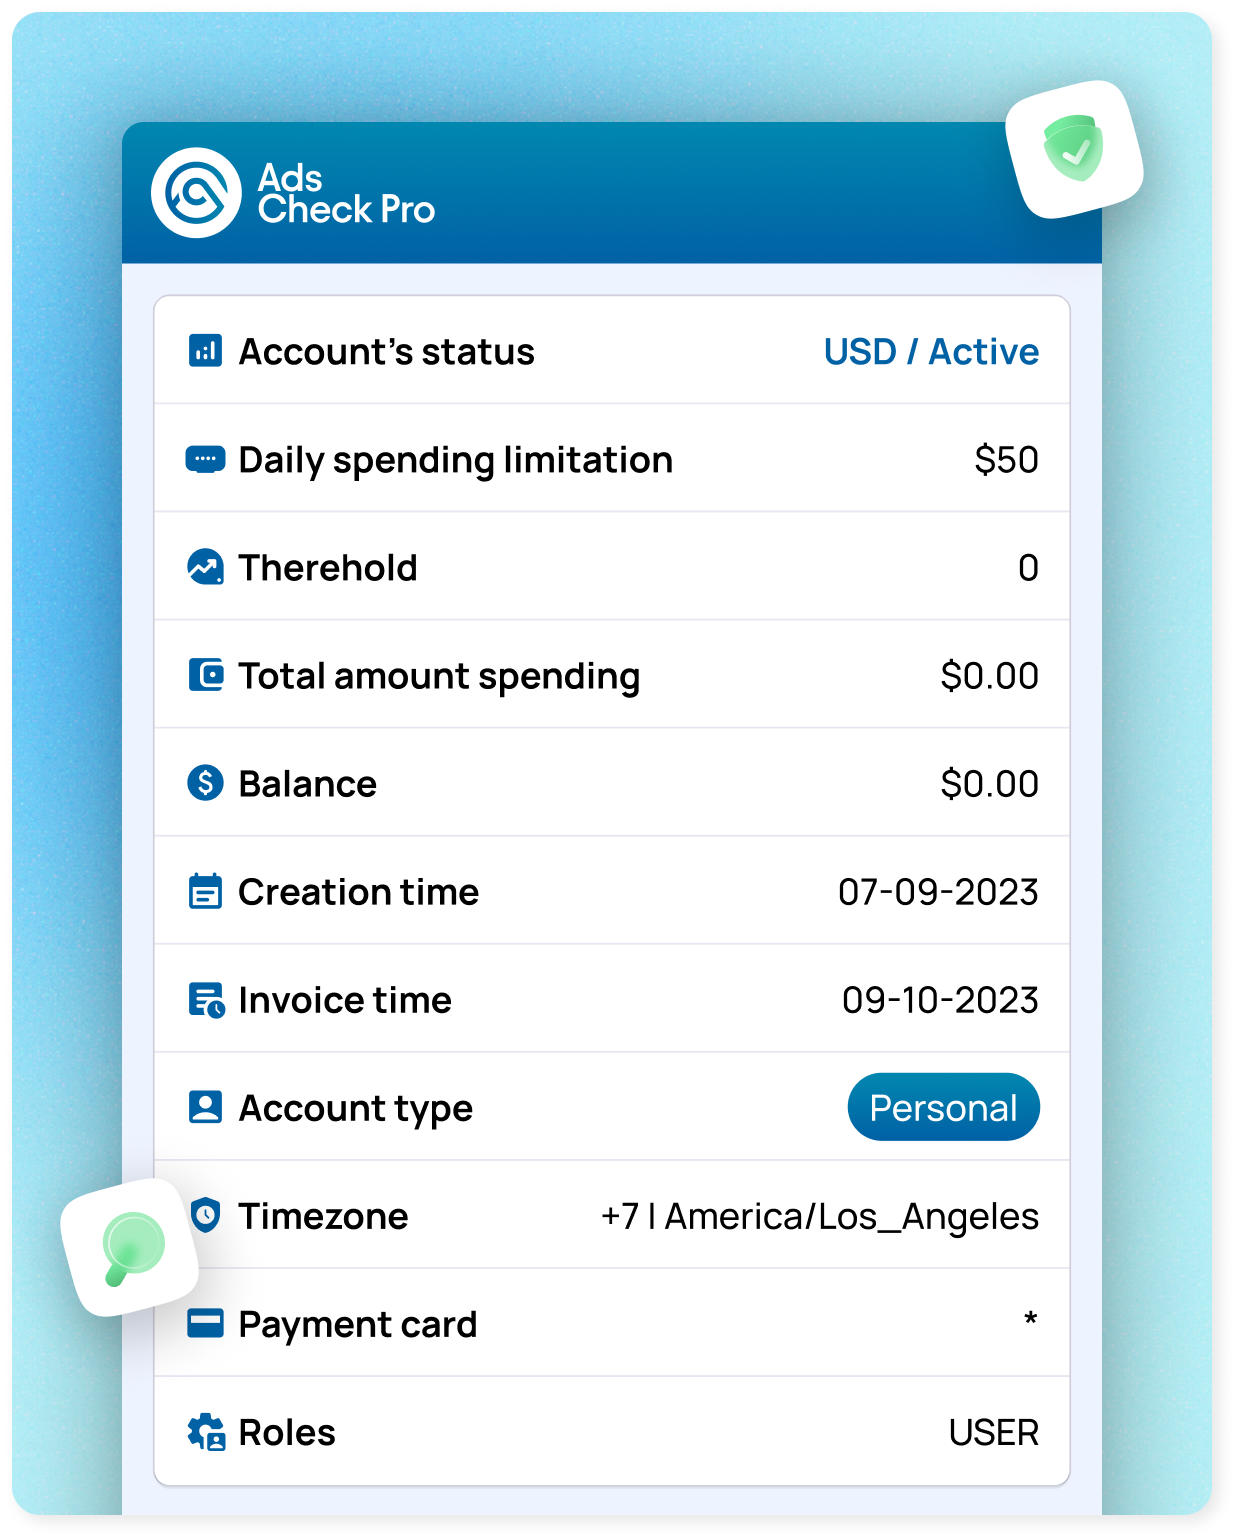 Ads
Check Pro
Account's status USD / Active
Daily spending limitation $50
Therehold 0
Total amount spending $0.00
Balance $0.00
Creation time 07-09-2023
Invoice time 09-10-2023
Account type Personal
Timezone +7 | America/Los_Angeles
Payment card *
Roles USER